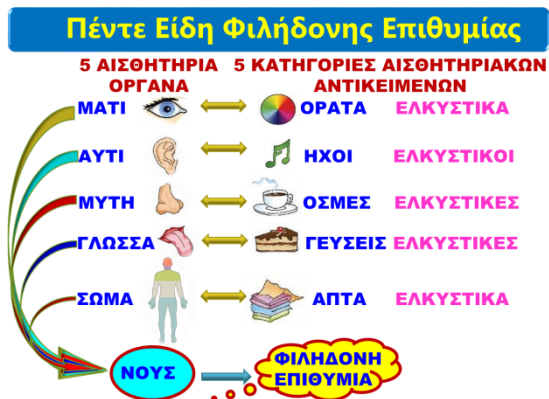 Πέντε Είδη Φιλήδονης Επιθυμίας
5 ΑΙΣΘΗΤΗΡΙΑ ΟΡΓΑΝΑ
5 ΚΑΤΗΓΟΡΙΕΣ ΑΙΣΘΗΤΗΡΙΑΚΩΝ ΑΝΤΙΚΕΙΜΕΝΩΝ
ΜΑΤΙ ΟΡΑΤΑ ΕΛΚΥΣΤΙΚΑ
ΑΥΤΙ ΗΧΟΙ ΕΛΚΥΣΤΙΚΟΙ
ΜΥΤΗ ΟΣΜΕΣ ΕΛΚΥΣΤΙΚΕΣ
ΓΛΩΣΣΑ ΓΕΥΣΕΙΣ ΕΛΚΥΣΤΙΚΕΣ
ΣΩΜΑ ΑΠΤΑ ΕΛΚΥΣΤΙΚΑ
ΝΟΥΣ
ΦΙΛΗΔΟΝΗ
ΕΠΙΘΥΜΙΑ